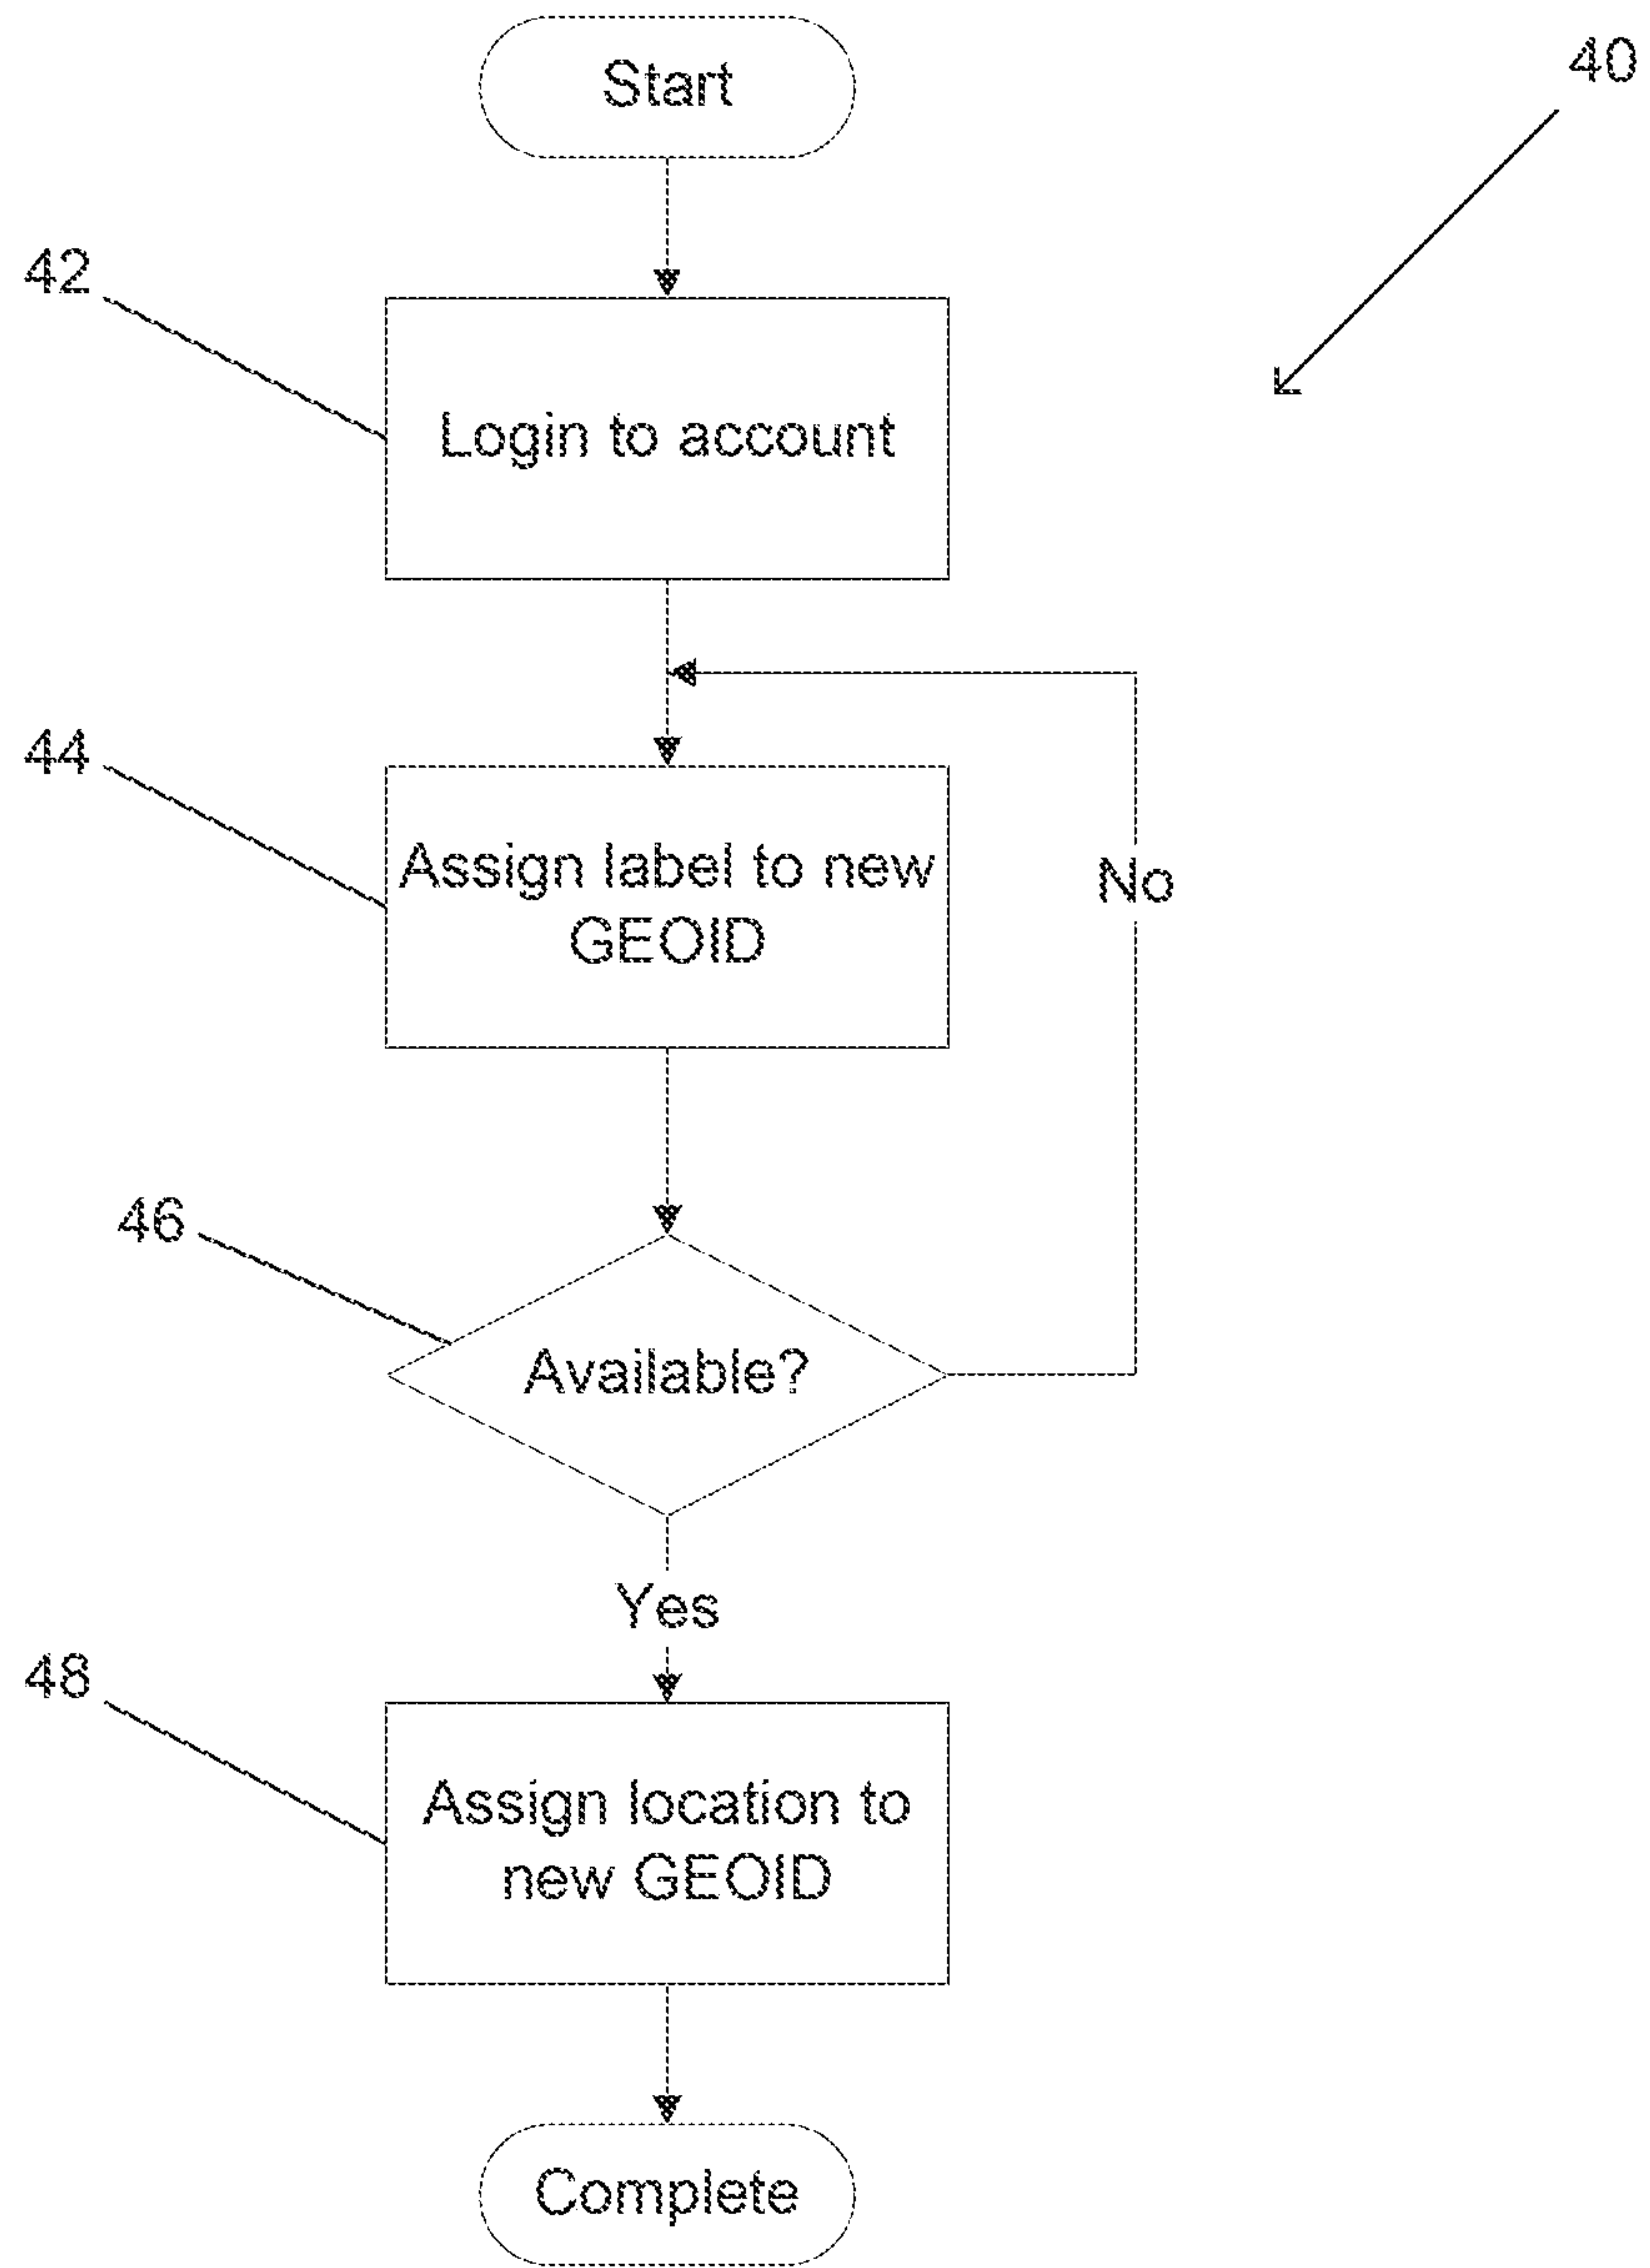 Start
40
42
Login to account
44
Assign label to new
GEOID
No
46
Available?
Yes
48
Assign location to
new GEOID
Complete